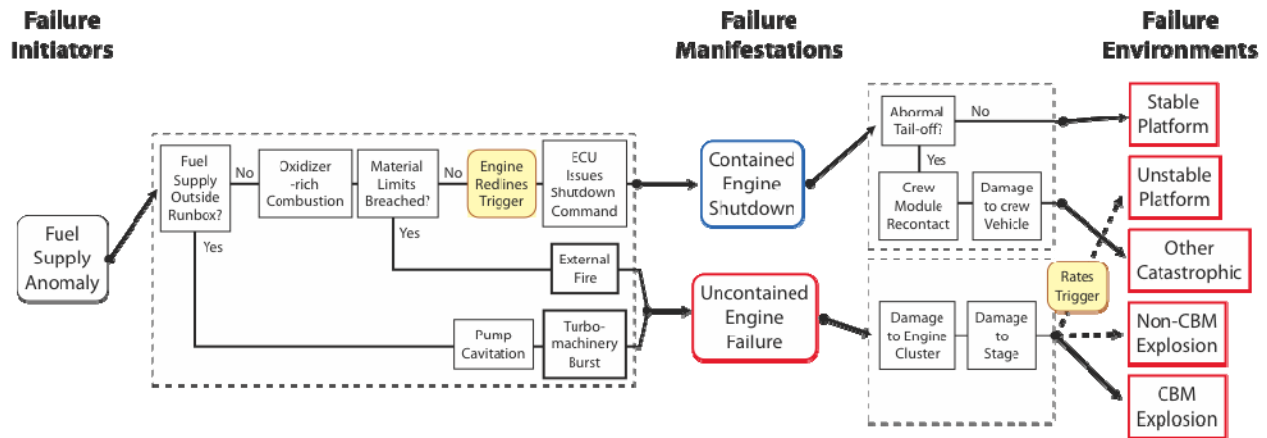 Failure
Initiators
Failure
Manifestations
Failure
Environments
Fuel
Supply
Anomaly
Fuel
Supply
Outside
Runbox?
No
Yes
Oxidizer
-rich
Combustion
Material
Limits
Breached?
No
Yes
Engine
Redlines
Trigger
ECU
Issues
Shutdown
Command
External
Fire
Pump
Cavitation
Turbo-
machinery
Burst
Contained
Engine
Shutdown
Uncontained
Engine
Failure
Abnormal
Tail-off?
No
Yes
Crew
Module
Recontact
Damage
to crew
Vehicle
Damage
to Engine
Cluster
Damage
to
Stage
Rates
Trigger
Stable
Platform
Unstable
Platform
Other
Catastrophic
Non-CBM
Explosion
CBM
Explosion